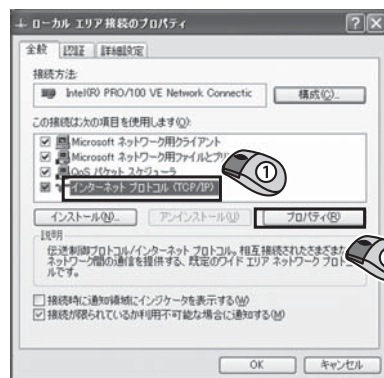 ローカル エリア接続のプロパティ
全般 認証 詳細設定
接続方法:
Intel(R) PRO/100 VE Network Connectic
構成(C)...
この接続は次の項目を使用します(O):
Microsoft ネットワーク用クライアント
Microsoft ネットワーク用ファイルとプリ
QoS パケット スケジューラ
インターネット プロトコル (TCP/IP)
①
インストール(N)... アンインストール(U) プロパティ(R)
説明
伝送制御プロトコル/インターネット プロトコル。相互接続されたさまざまな
ネットワーク間の通信を提供する、既定のワイド エリア ネットワーク プロトコ
ルです。
接続時に通知領域にインジケータを表示する(W)
接続が限られているか利用不可能な場合に通知する(M)
OK キャンセル